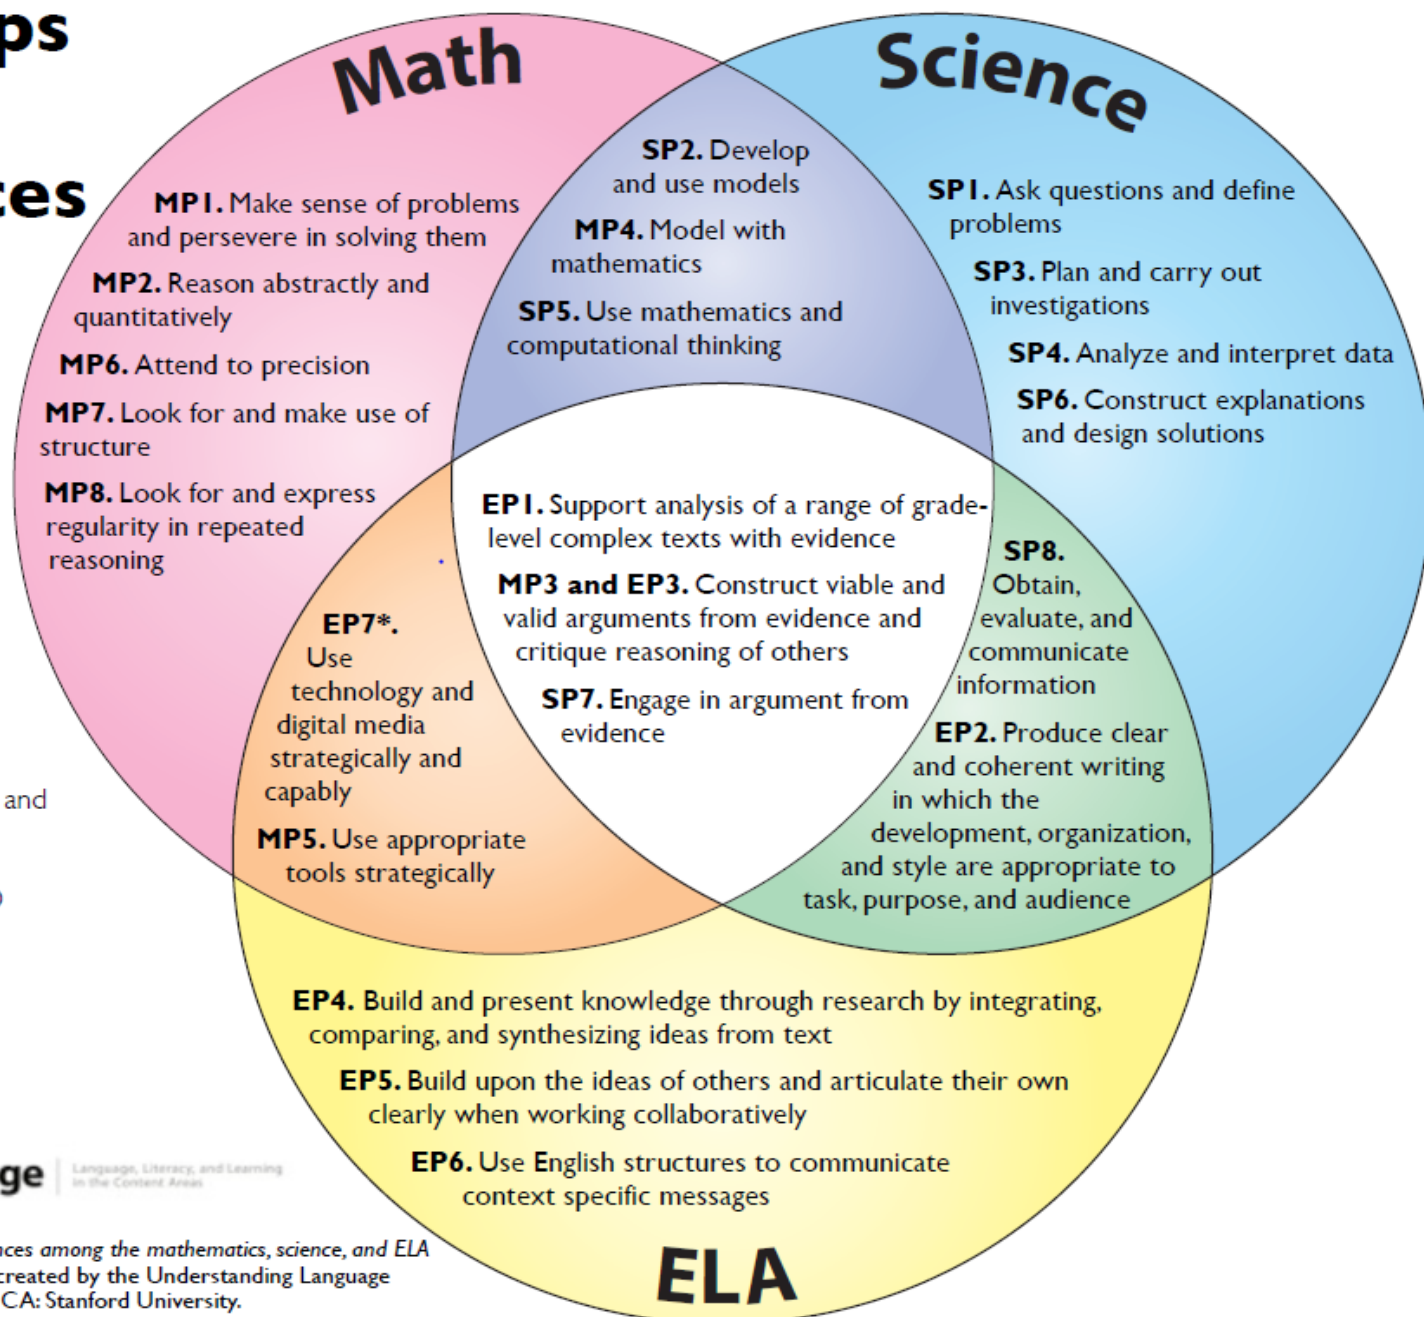 ps
ces
Math
MP1. Make sense of problems
and persevere in solving them
MP2. Reason abstractly and
quantitatively
MP6. Attend to precision
MP7. Look for and make use of
structure
MP8. Look for and express
regularity in repeated
reasoning
SP2. Develop
and use models
MP4. Model with
mathematics
SP5. Use mathematics and
computational thinking
Science
SP1. Ask questions and define
problems
SP3. Plan and carry out
investigations
SP4. Analyze and interpret data
SP6. Construct explanations
and design solutions
EP1. Support analysis of a range of grade-
level complex texts with evidence
MP3 and EP3. Construct viable and
valid arguments from evidence and
critique reasoning of others
SP7. Engage in argument from
evidence
EP7*.
Use
technology and
digital media
strategically and
capably
MP5. Use appropriate
tools strategically
SP8.
Obtain,
evaluate, and
communicate
information
EP2. Produce clear
and coherent writing
in which the
development, organization,
and style are appropriate to
task, purpose, and audience
and
EP4. Build and present knowledge through research by integrating,
comparing, and synthesizing ideas from text
EP5. Build upon the ideas of others and articulate their own
clearly when working collaboratively
EP6. Use English structures to communicate
context specific messages
ELA
ge
Language, Literacy, and Learning
in the Content Areas
nces among the mathematics, science, and ELA
created by the Understanding Language
CA: Stanford University.